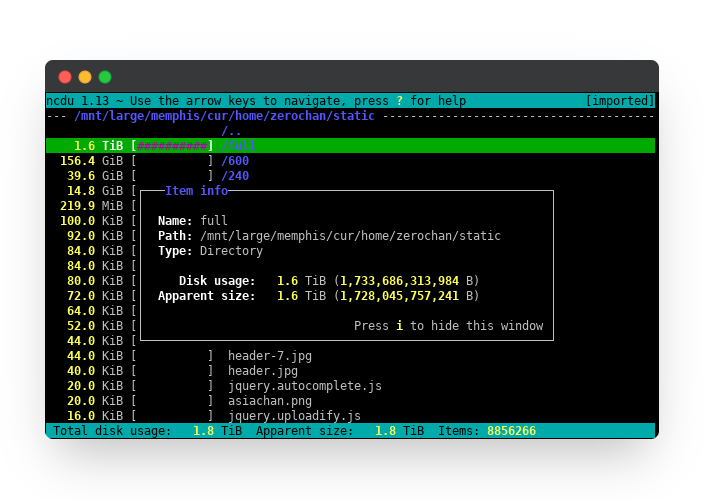 ncdu 1.13 ~ Use the arrow keys to navigate, press ? for help [imported]
--- /mnt/large/memphis/cur/home/zerochan/static ---------------------------------------
/..
1.6 TiB [##########] /full
156.4 GiB [ ] /600
39.6 GiB [ ] /240
14.8 GiB [
Item info
219.9 MiB [
100.0 KiB [ Name: full
92.0 KiB [ Path: /mnt/large/memphis/cur/home/zerochan/static
84.0 KiB [ Type: Directory
84.0 KiB [
80.0 KiB [ Disk usage: 1.6 TiB (1,733,686,313,984 B)
72.0 KiB [ Apparent size: 1.6 TiB (1,728,045,757,241 B)
64.0 KiB [
52.0 KiB [ Press i to hide this window
44.0 KiB [
44.0 KiB [ ] header-7.jpg
40.0 KiB [ ] header.jpg
20.0 KiB [ ] jquery.autocomplete.js
20.0 KiB [ ] asiachan.png
16.0 KiB [ ] jquery.uploadify.js
Total disk usage: 1.8 TiB Apparent size: 1.8 TiB Items: 8856266